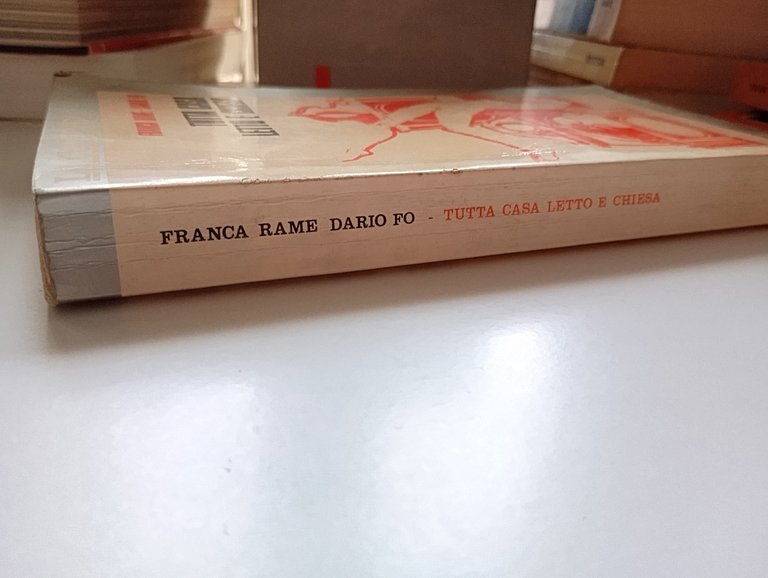 FRANCA RAME DARIO FO - TUTTA CASA LETTO E CHIESA